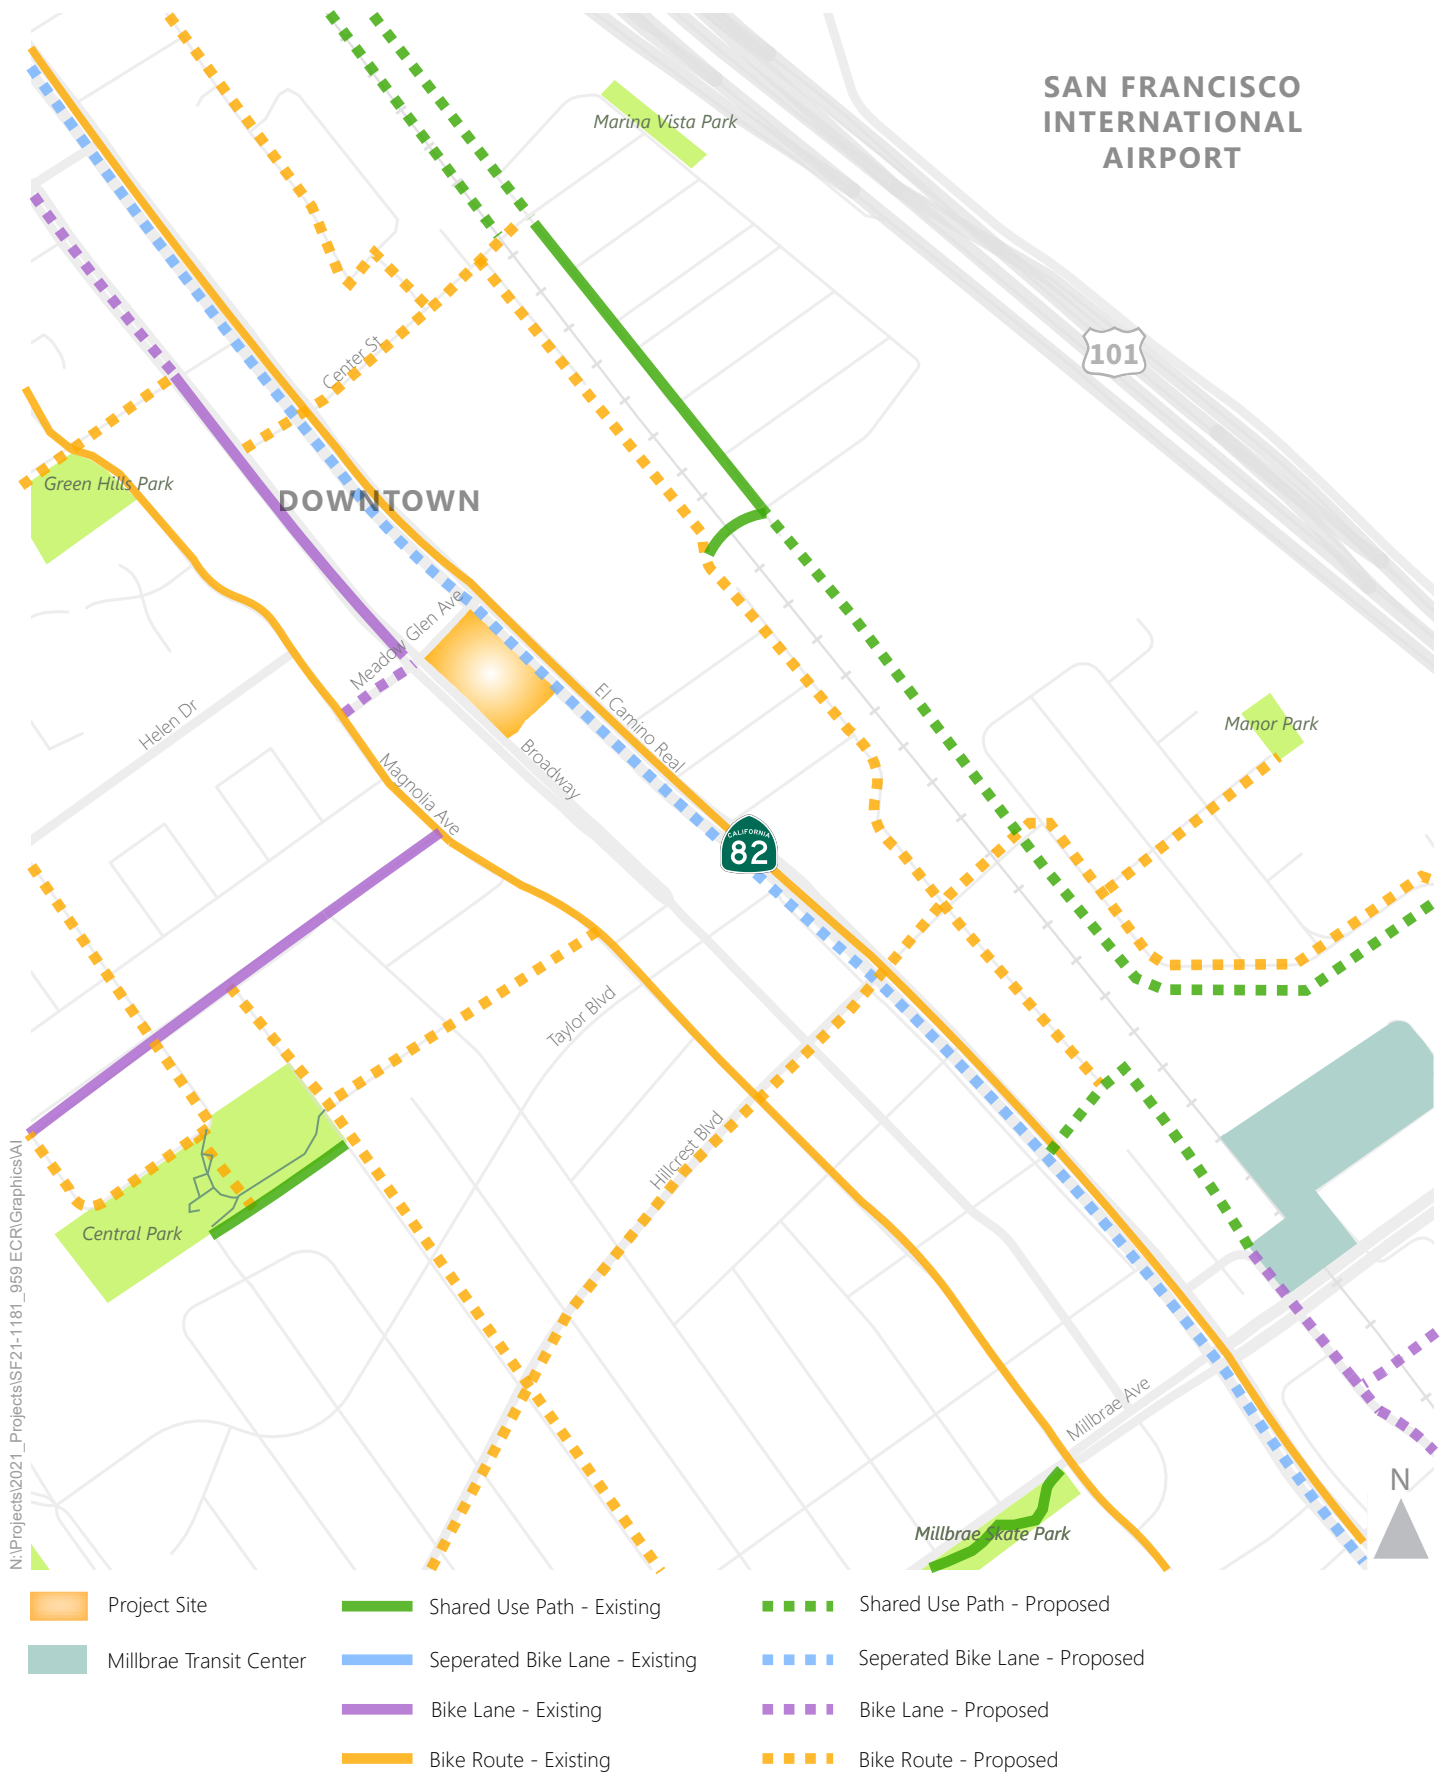 SAN FRANCISCO
INTERNATIONAL
AIRPORT
Marina Vista Park
101
Center St
Green Hills Park
DOWNTOWN
Meadow Glen Ave
El Camino Real
Helen Dr
Broadway
Magnolia Ave
Manor Park
CALIFORNIA
82
Taylor Blvd
Hillcrest Blvd
Central Park
Millbrae Ave
Millbrae Skate Park
N
N:\Projects\2021_Projects\SF21-1181_959 ECR\Graphics\AI
Project Site
Millbrae Transit Center
Shared Use Path - Existing
Seperated Bike Lane - Existing
Bike Lane - Existing
Bike Route - Existing
Shared Use Path - Proposed
Seperated Bike Lane - Proposed
Bike Lane - Proposed
Bike Route - Proposed